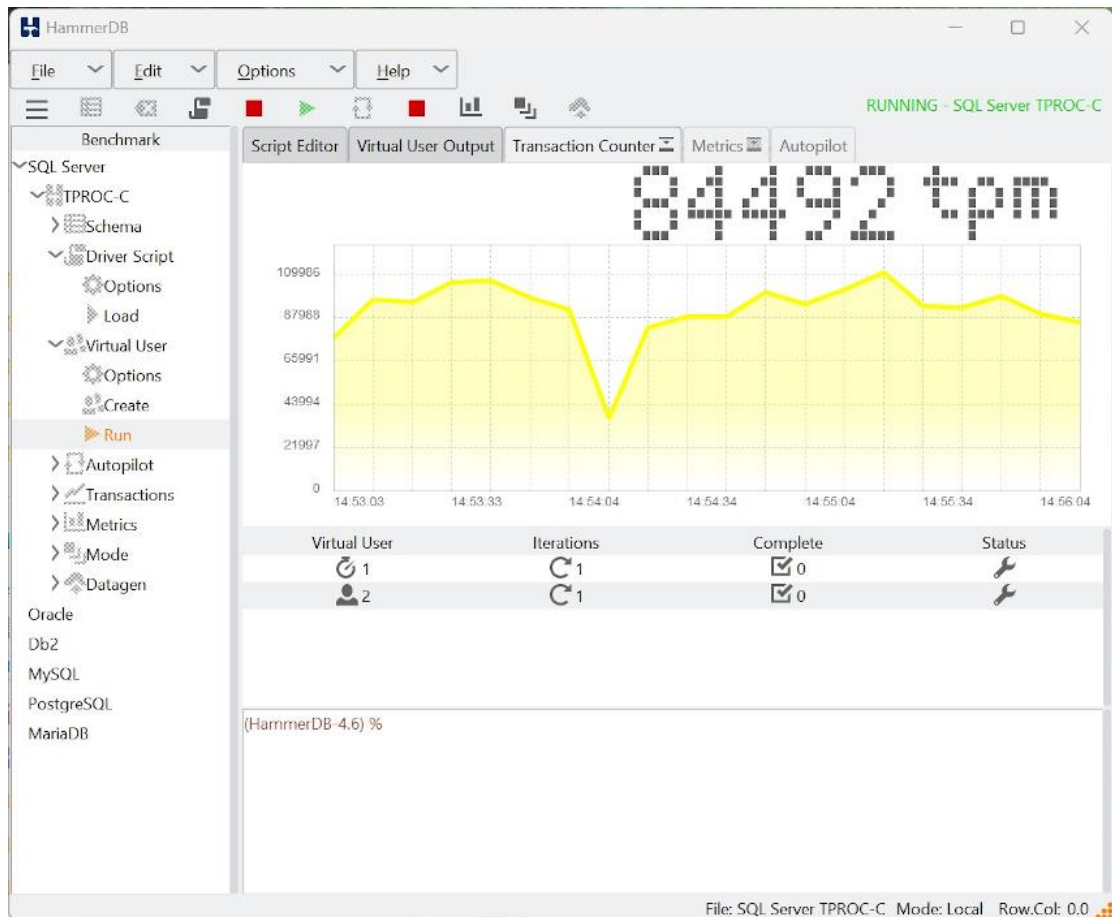 HammerDB
File Edit Options Help
RUNNING - SQL Server TPROC-C
Benchmark
SQL Server
TPROC-C
Schema
Driver Script
Options
Load
Virtual User
Options
Create
Run
Autopilot
Transactions
Metrics
Mode
Datagen
Oracle
Db2
MySQL
PostgreSQL
MariaDB
Script Editor Virtual User Output Transaction Counter Metrics Autopilot
84492 tpm
109986
87988
65991
43994
21997
0
14:53:03 14:53:33 14:54:04 14:54:34 14:55:04 14:55:34 14:56:04
Virtual User Iterations Complete Status
1 1 0
2 1 0
(HammerDB-4.6) %
File: SQL Server TPROC-C Mode: Local Row.Col: 0.0